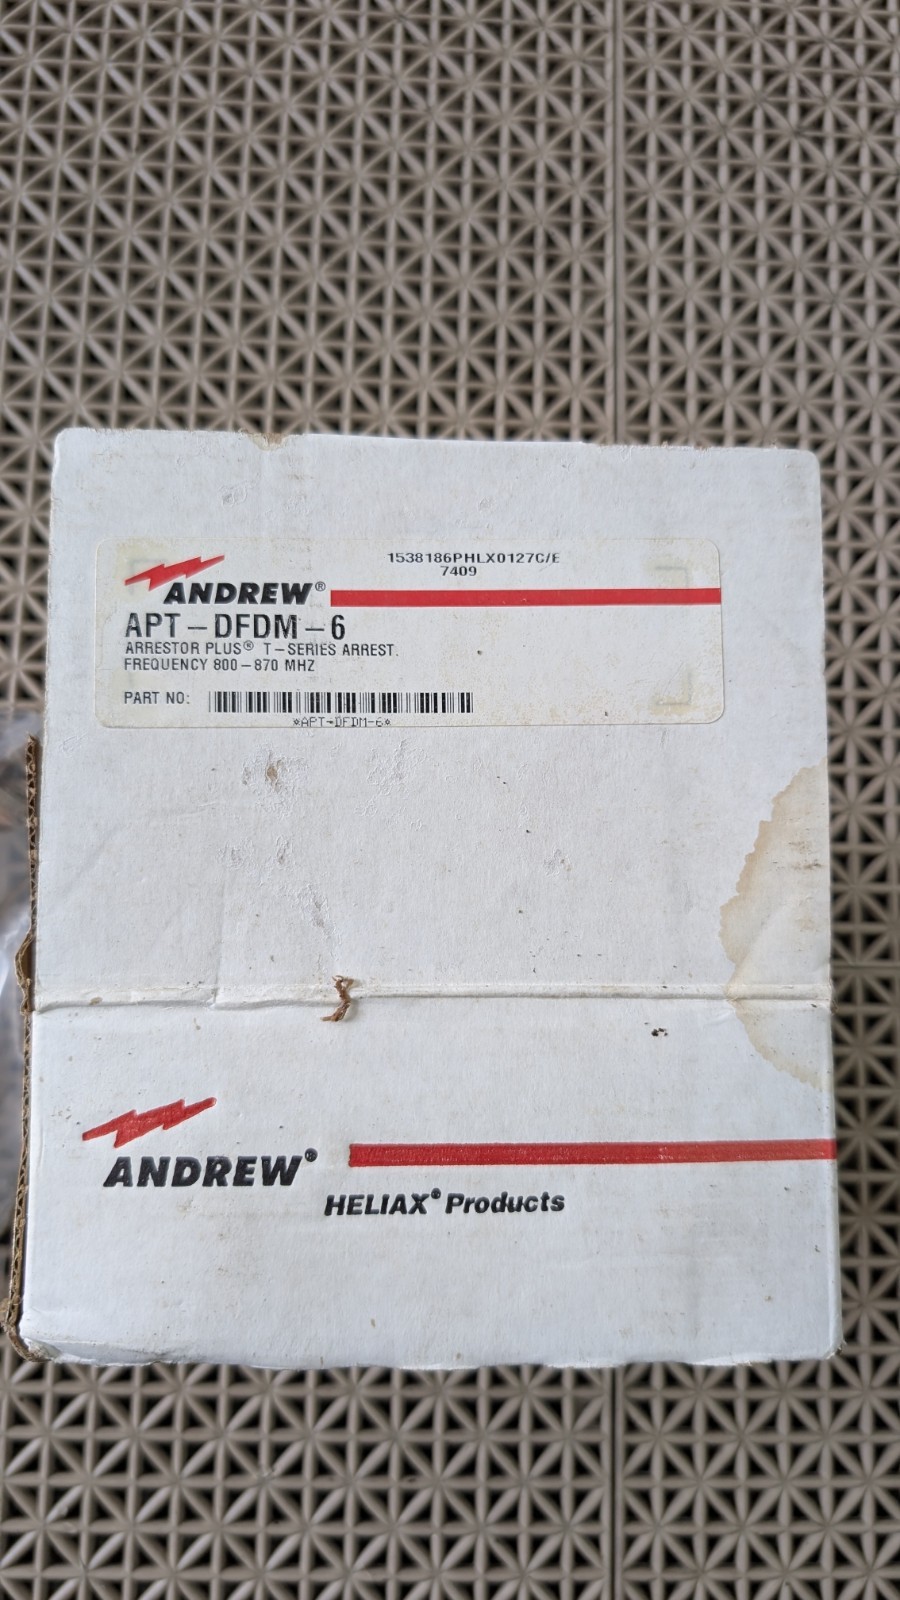 1538186PHLX0127C/E
7409
ANDREW®
APT-DFDM-6
ARRESTOR PLUS® T-SERIES ARREST.
FREQUENCY 800-870 MHZ
PART NO:
*APT-DFDM-6*
ANDREW®
HELIAX® Products